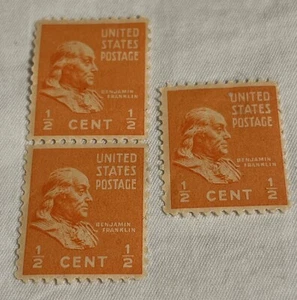 UNITED
STATES
POSTAGE
BENJAMIN
FRANKLIN
1/2 CENT 1/2
UNITED
STATES
POSTAGE
BENJAMIN
FRANKLIN
1/2 CENT 1/2
UNITED
STATES
POSTAGE
BENJAMIN
FRANKLIN
1/2 CENT 1/2